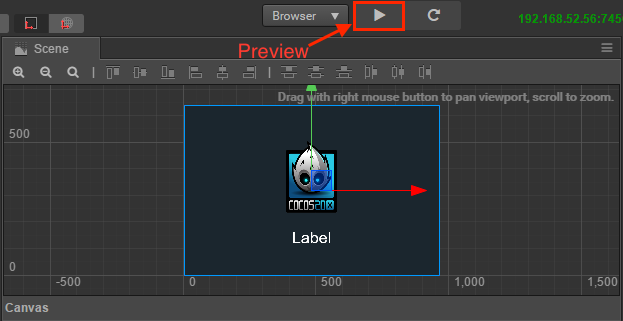 Browser
192.168.52.56:745
Preview
Scene
Drag with right mouse button to pan viewport, scroll to zoom.
500
COCOS2DX
Label
0
-500
0
500
1,000
1,500
Canvas